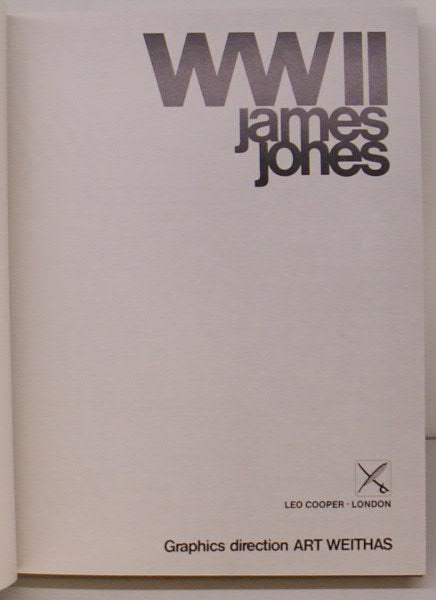 WWII
james
jones
LEO COOPER · LONDON
Graphics direction ART WEITHAS